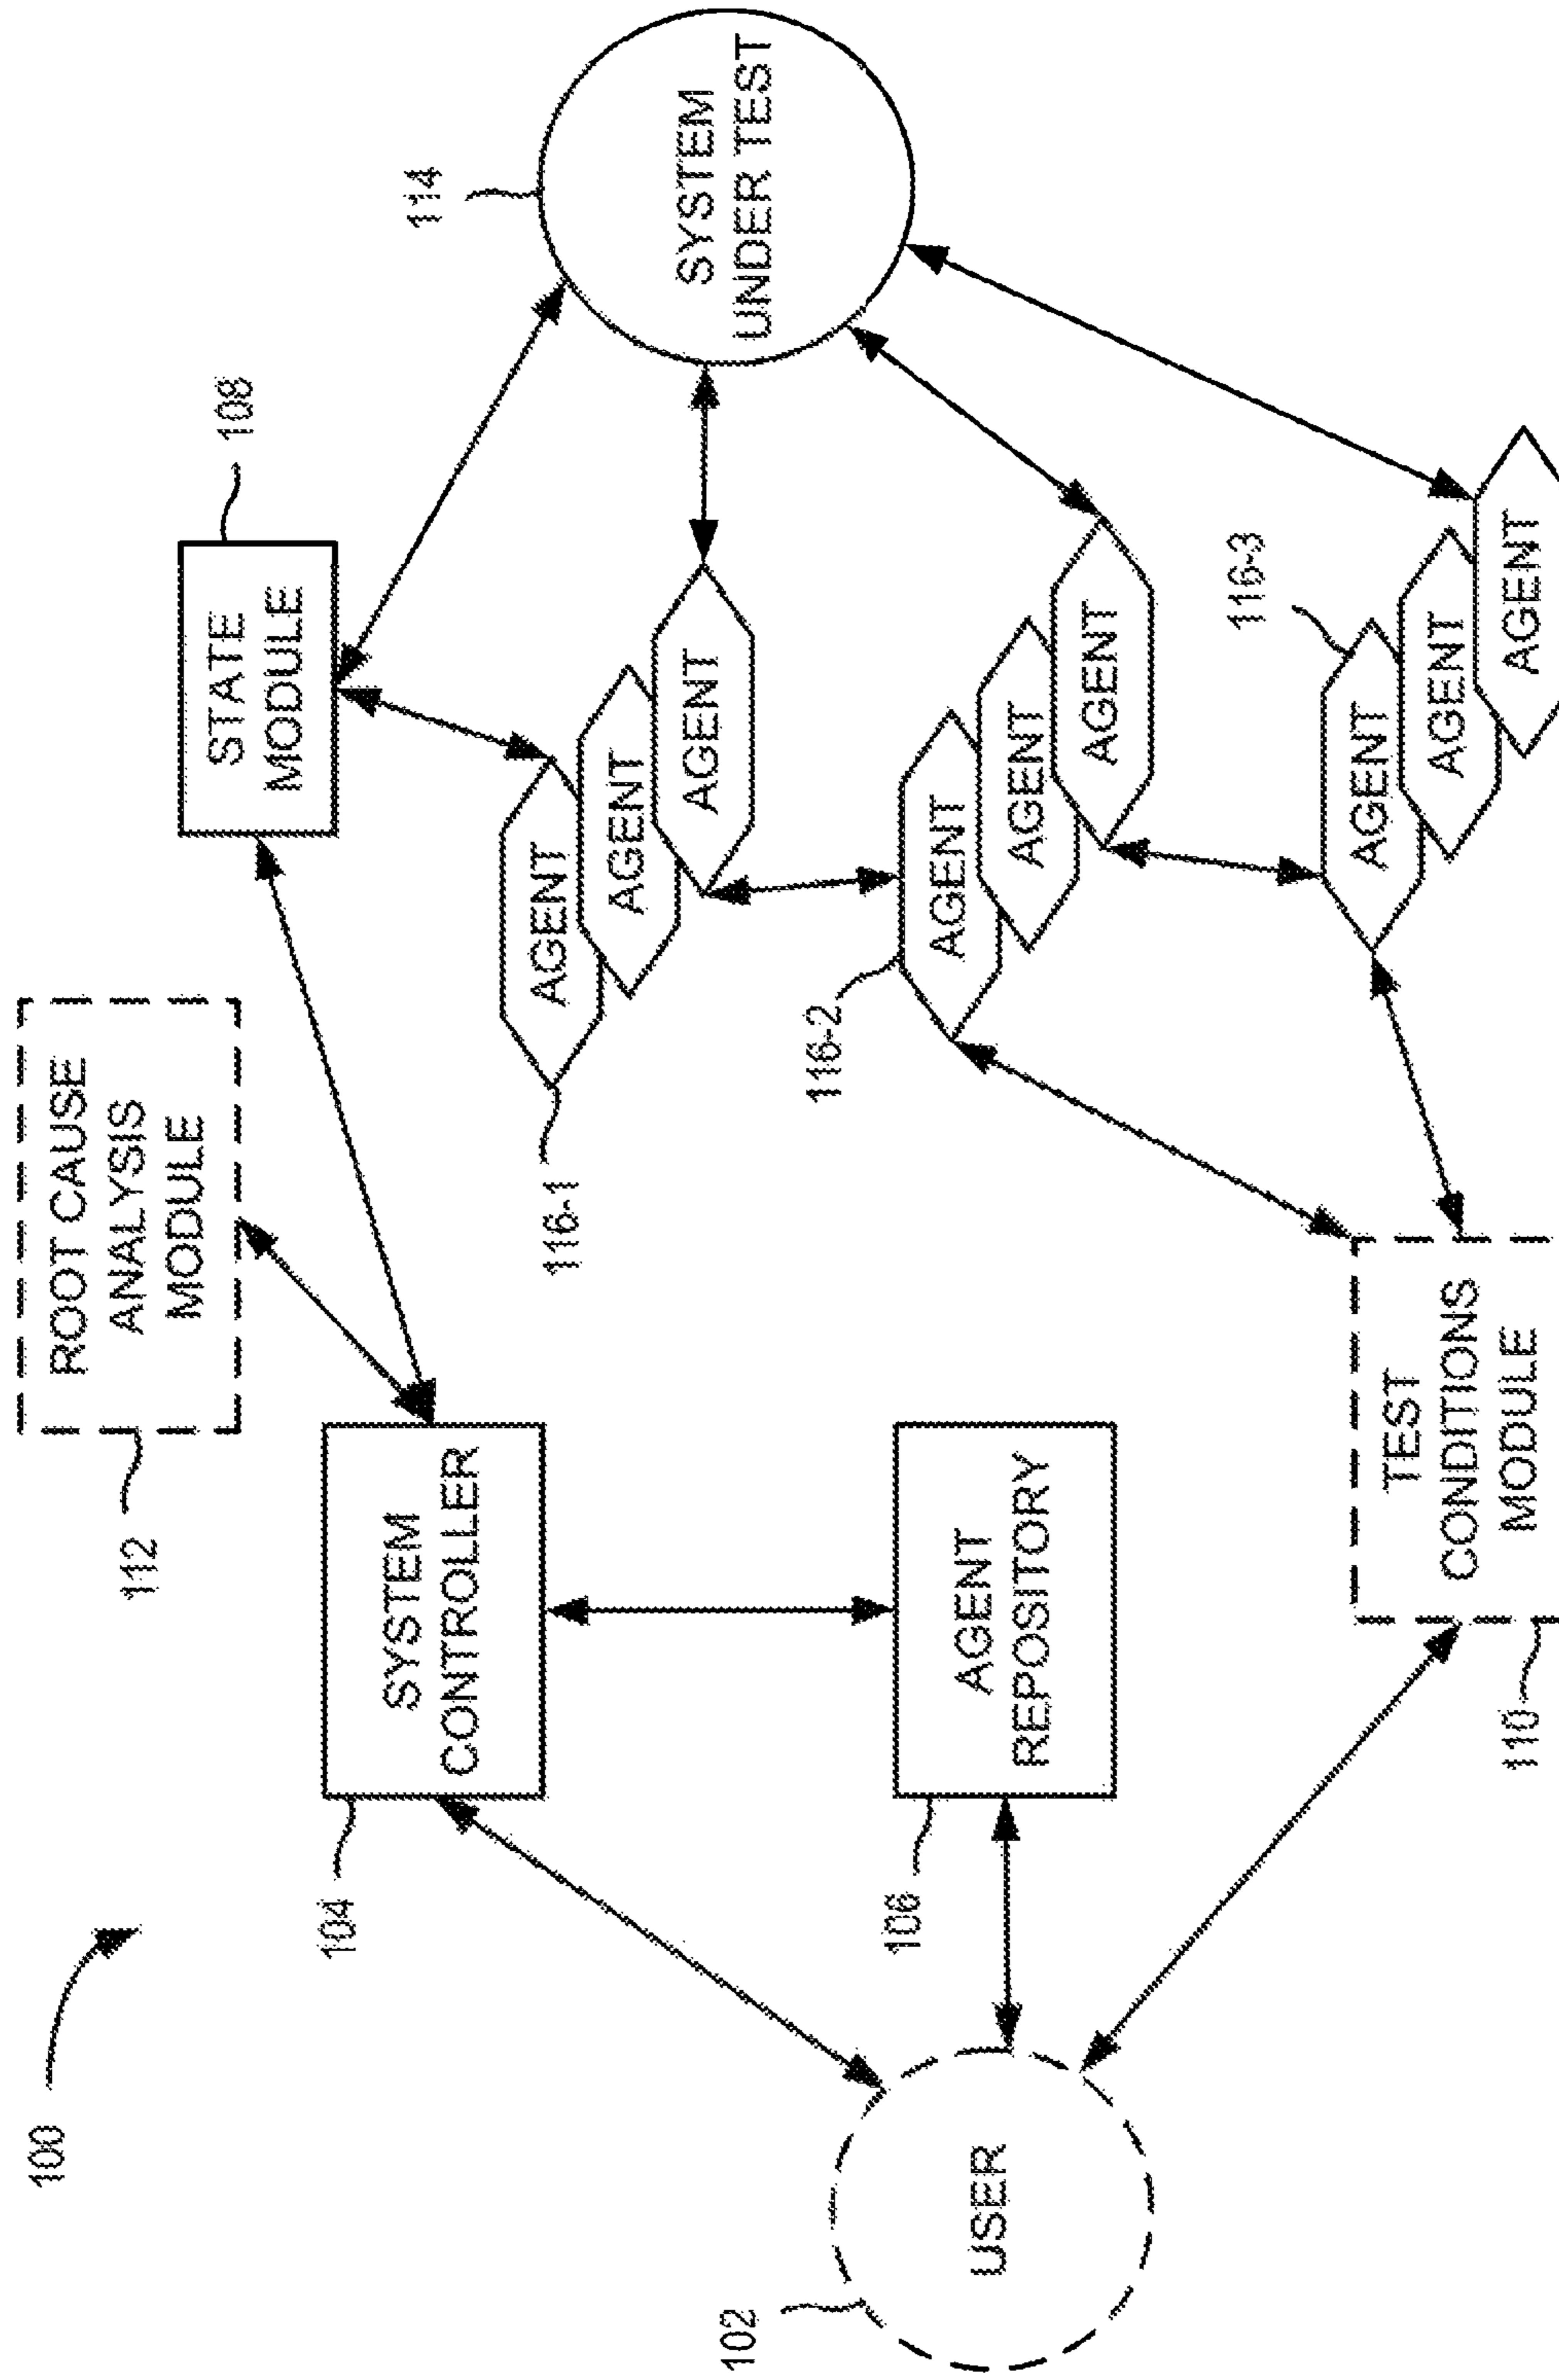 100
112
ROOT CAUSE
ANALYSIS
MODULE
STATE
MODULE
108
104
SYSTEM
CONTROLLER
116-1
AGENT
AGENT
AGENT
114
SYSTEM
UNDER TEST
102
USER
106
AGENT
REPOSITORY
116-2
AGENT
AGENT
AGENT
110
TEST
CONDITIONS
MODULE
116-3
AGENT
AGENT
AGENT